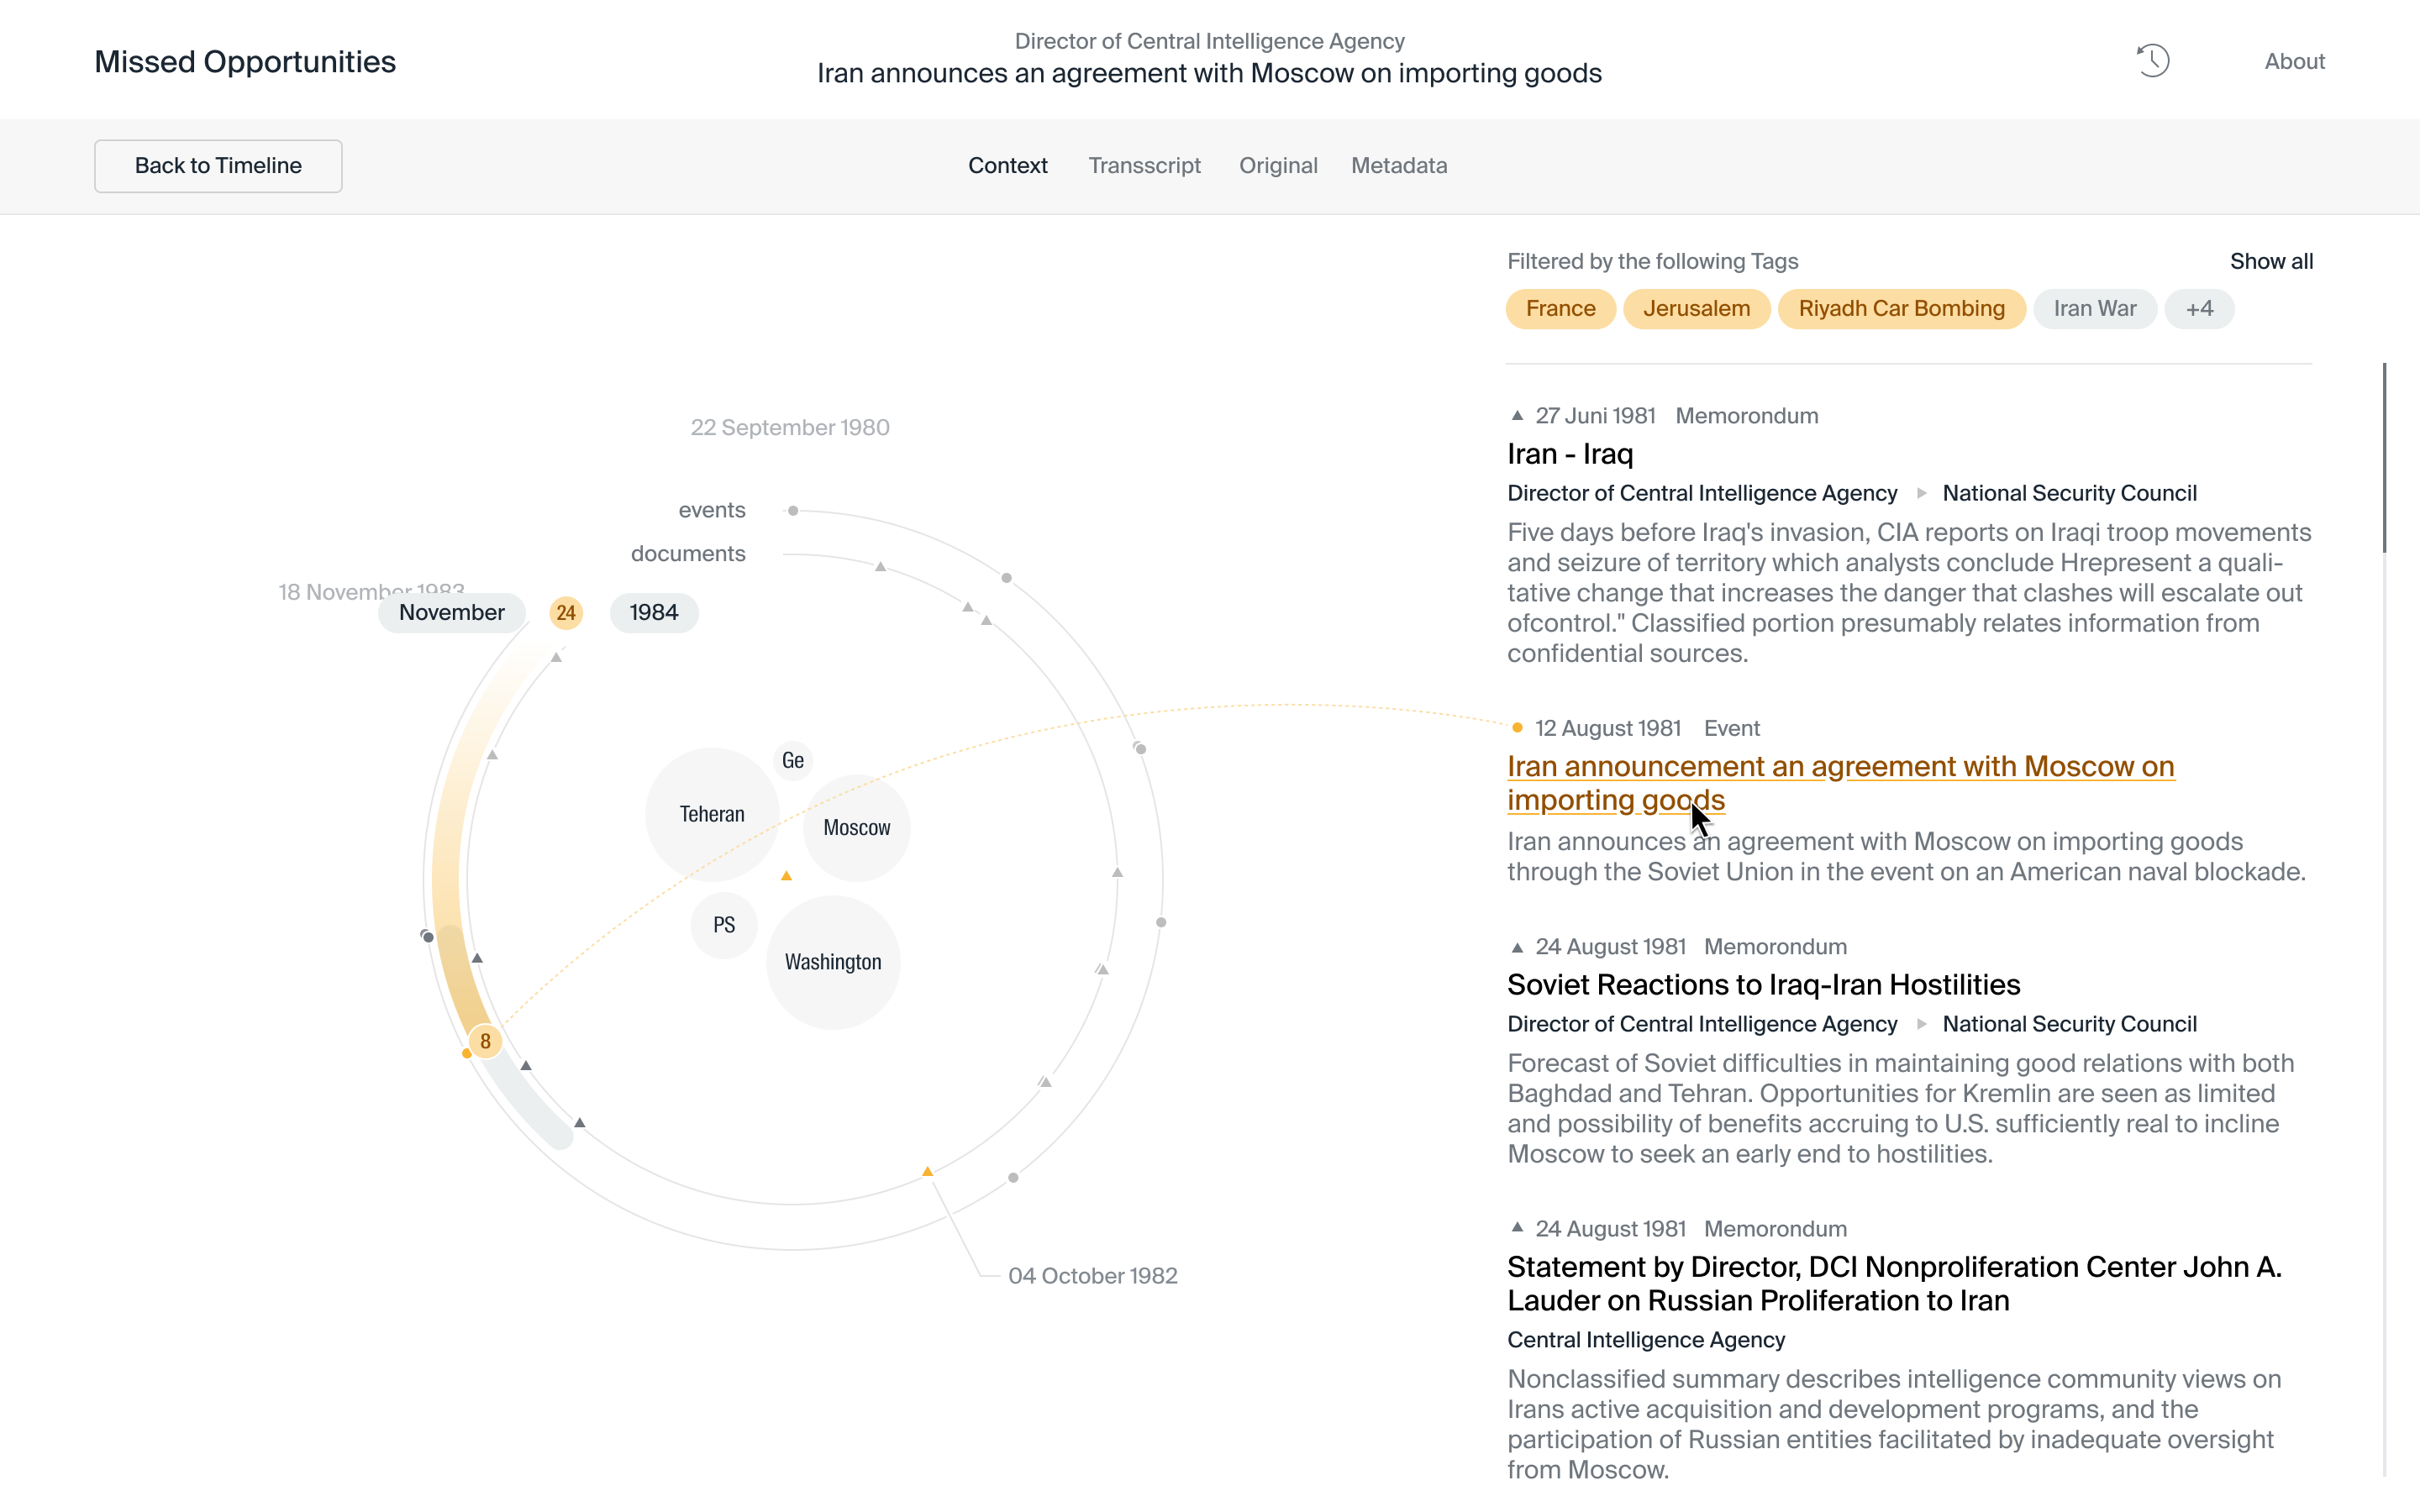 Missed Opportunities
Director of Central Intelligence Agency
Iran announces an agreement with Moscow on importing goods
About
Back to Timeline
Context
Transscript
Original
Metadata
22 September 1980
events
documents
18 November 1983
November
24
1984
Ge
Teheran
Moscow
PS
Washington
8
04 October 1982
Filtered by the following Tags
Show all
France
Jerusalem
Riyadh Car Bombing
Iran War
+4
27 Juni 1981 Memorondum
Iran - Iraq
Director of Central Intelligence Agency National Security Council
Five days before Iraq's invasion, CIA reports on Iraqi troop movements
and seizure of territory which analysts conclude Hrepresent a quali-
tative change that increases the danger that clashes will escalate out
ofcontrol." Classified portion presumably relates information from
confidential sources.
12 August 1981 Event
Iran announcement an agreement with Moscow on
importing goods
Iran announces an agreement with Moscow on importing goods
through the Soviet Union in the event on an American naval blockade.
24 August 1981 Memorondum
Soviet Reactions to Iraq-Iran Hostilities
Director of Central Intelligence Agency National Security Council
Forecast of Soviet difficulties in maintaining good relations with both
Baghdad and Tehran. Opportunities for Kremlin are seen as limited
and possibility of benefits accruing to U.S. sufficiently real to incline
Moscow to seek an early end to hostilities.
24 August 1981 Memorondum
Statement by Director, DCI Nonproliferation Center John A.
Lauder on Russian Proliferation to Iran
Central Intelligence Agency
Nonclassified summary describes intelligence community views on
Irans active acquisition and development programs, and the
participation of Russian entities facilitated by inadequate oversight
from Moscow.